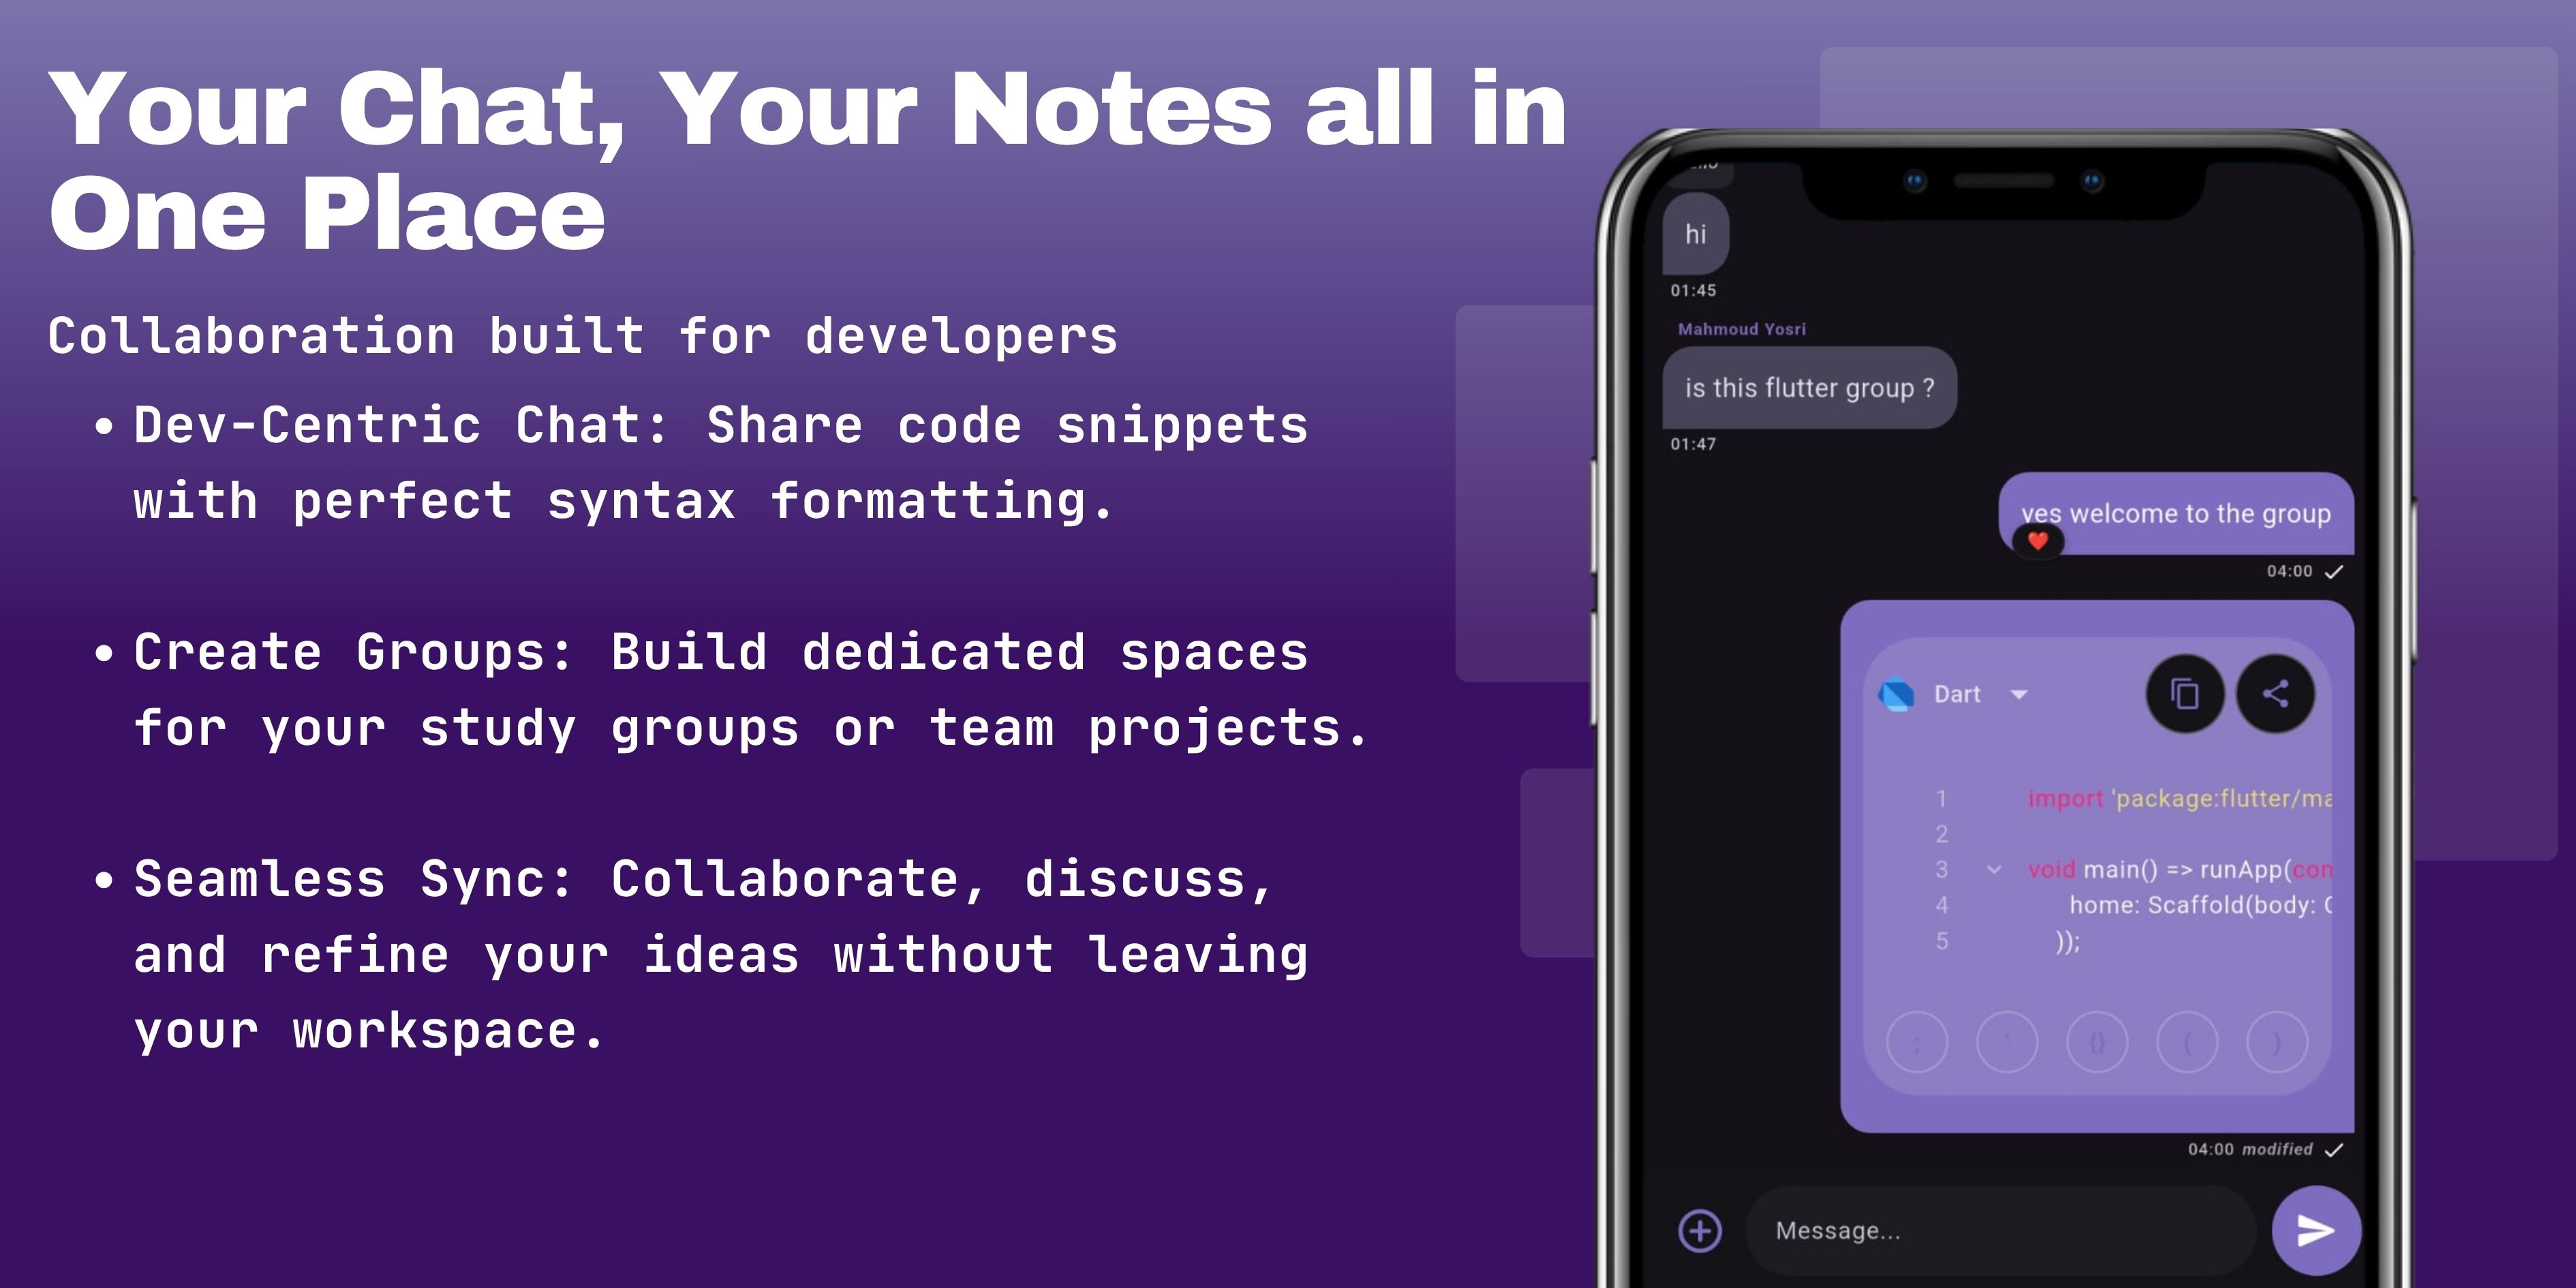 Your Chat, Your Notes all in
One Place
Collaboration built for developers
• Dev-Centric Chat: Share code snippets
with perfect syntax formatting.
• Create Groups: Build dedicated spaces
for your study groups or team projects.
• Seamless Sync: Collaborate, discuss,
and refine your ideas without leaving
your workspace.
hi
01:45
Mahmoud Yosri
is this flutter group ?
01:47
yes welcome to the group
04:00
Dart
1 import 'package:flutter/ma
2
3 void main() => runApp(con
4 home: Scaffold(body: C
5 ));
; ' {} ( )
04:00 modified
Message...